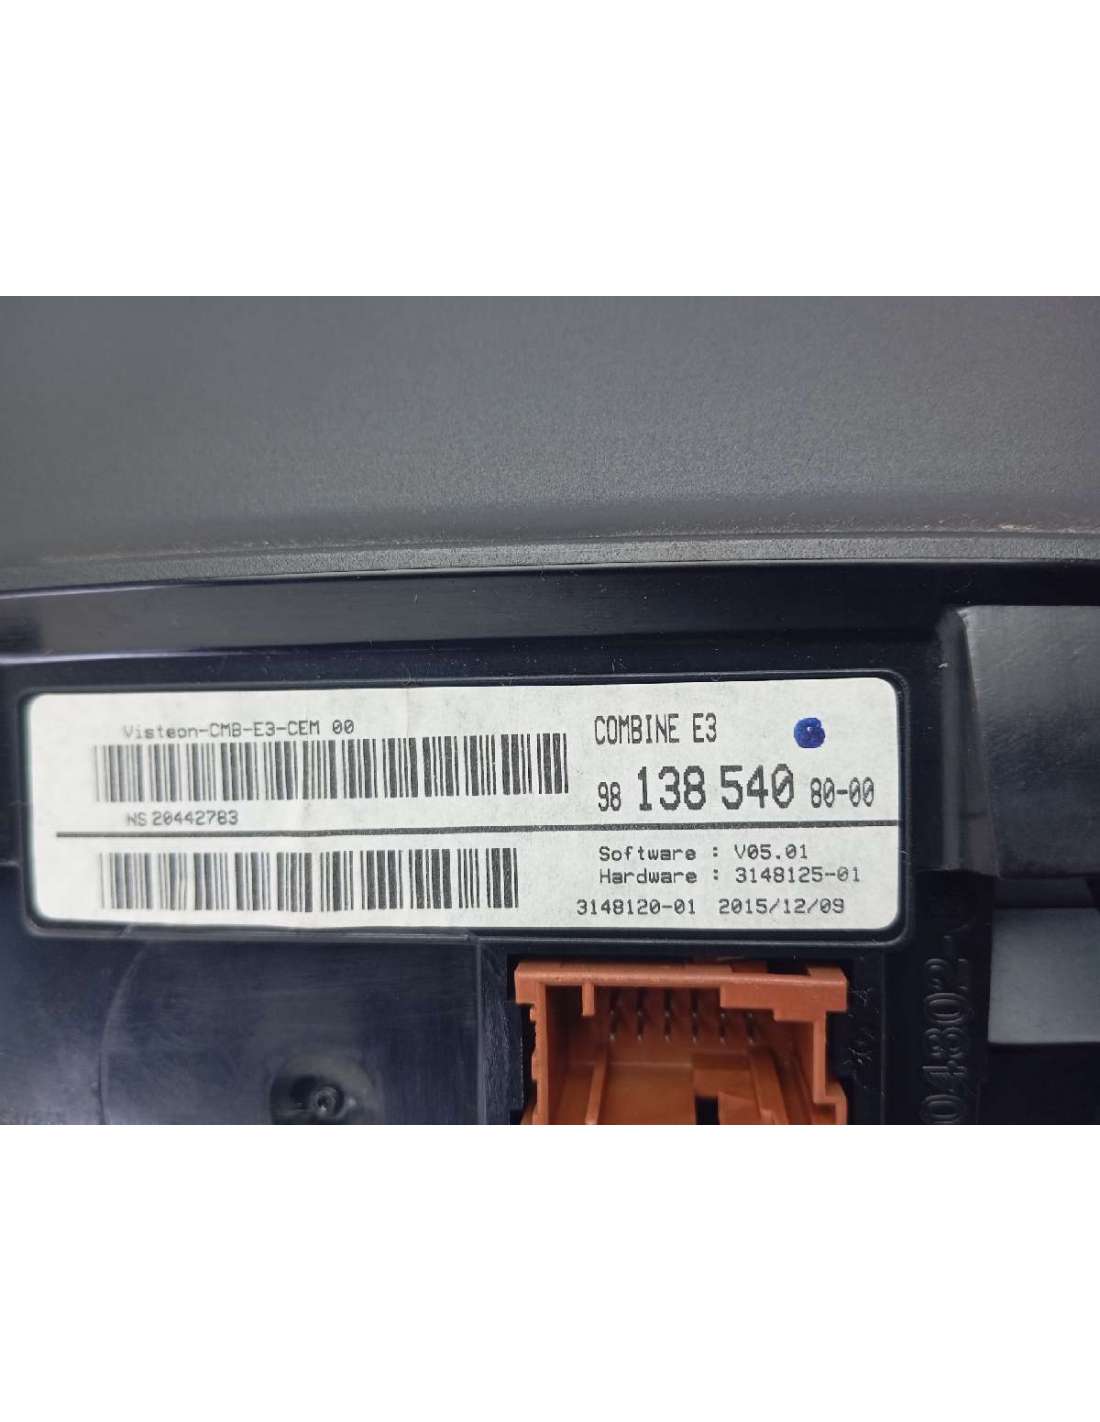 Visteon-CMB-E3-CEM 00
NS 20442783
COMBINE E3
98 138 540 80-00
Software : V05.01
Hardware : 3148125-01
3148120-01 2015/12/09